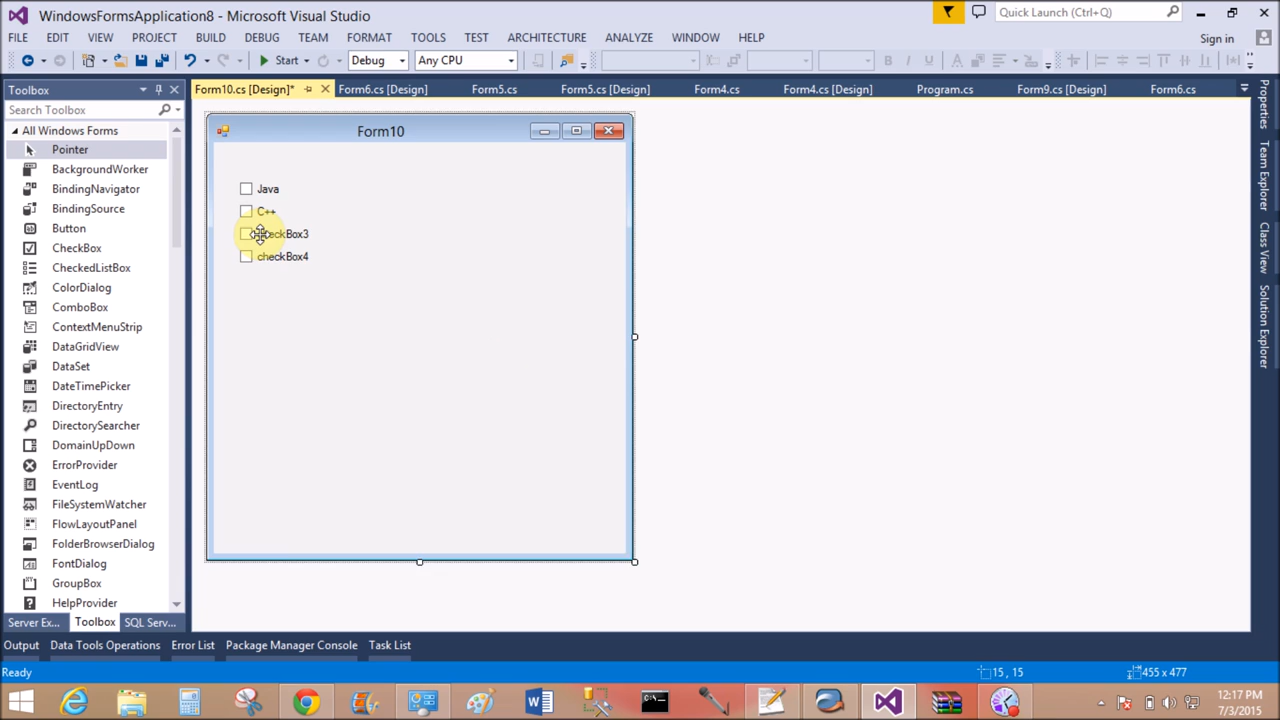 WindowsFormsApplication8 - Microsoft Visual Studio
Quick Launch (Ctrl+Q)
FILE EDIT VIEW PROJECT BUILD DEBUG TEAM FORMAT TOOLS TEST ARCHITECTURE ANALYZE WINDOW HELP
Sign in
Start Debug Any CPU
B I U
Toolbox
Form10.cs [Design]* Form6.cs [Design] Form5.cs Form5.cs [Design] Form4.cs Form4.cs [Design] Program.cs Form9.cs [Design] Form6.cs
Search Toolbox
All Windows Forms
Pointer
BackgroundWorker
BindingNavigator
BindingSource
Button
CheckBox
CheckedListBox
ColorDialog
ComboBox
ContextMenuStrip
DataGridView
DataSet
DateTimePicker
DirectoryEntry
DirectorySearcher
DomainUpDown
ErrorProvider
EventLog
FileSystemWatcher
FlowLayoutPanel
FolderBrowserDialog
FontDialog
GroupBox
HelpProvider
Server Ex... Toolbox SQL Serv...
Form10
Java
C++
checkBox3
checkBox4
Properties
Team Explorer
Class View
Solution Explorer
Output Data Tools Operations Error List Package Manager Console Task List
Ready
15 , 15
455 x 477
12:17 PM
7/3/2015